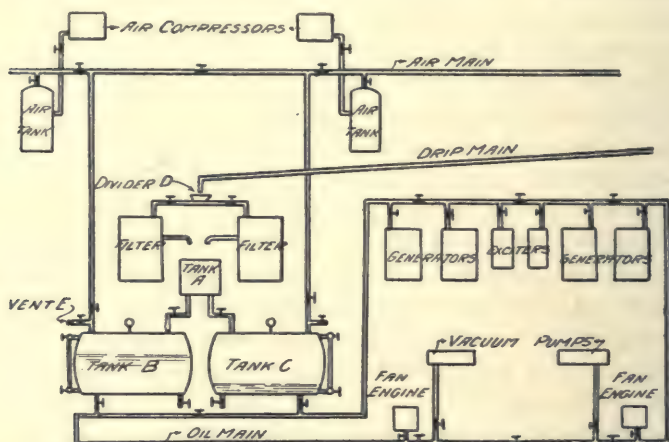 AIR COMPRESSORS
AIR MAIN
AIR TANK
AIR TANK
DRIP MAIN
DIVIDER D
FILTER
FILTER
GENERATORS
EXCITERS
GENERATORS
TANK A
VENT E
TANK B
TANK C
VACUUM PUMPS
FAN ENGINE
FAN ENGINE
OIL MAIN